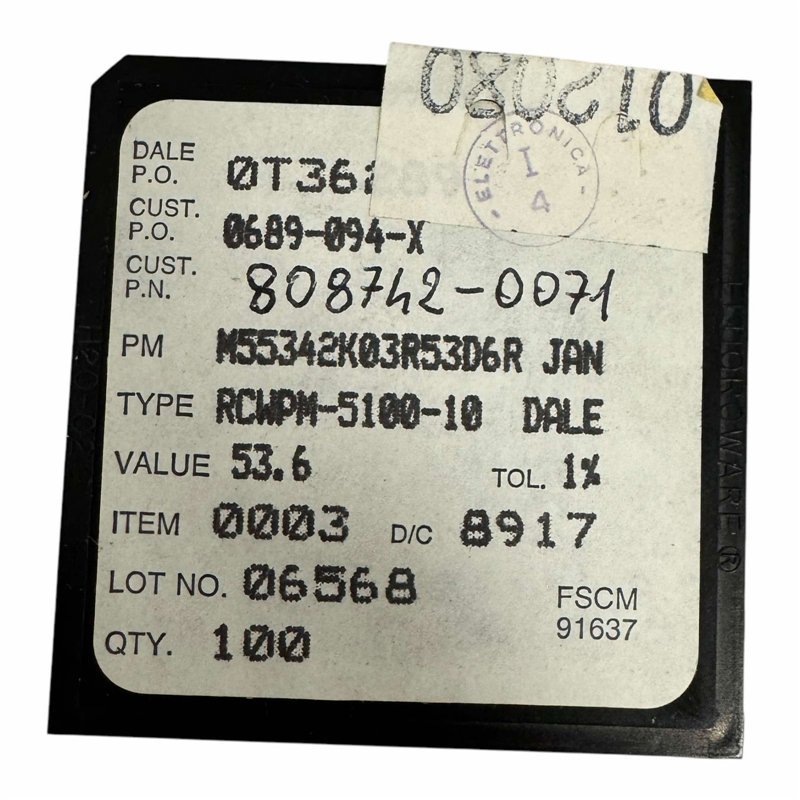 012080
ELETTRONICA
I
4
DALE P.O. 0T36
CUST. P.O. 0689-094-X
CUST. P.N. 808742-0071
PM M55342K03R53D6R JAN
TYPE RCWPM-5100-10 DALE
VALUE 53.6 TOL. 1%
ITEM 0003 D/C 8917
LOT NO. 06568
FSCM
91637
QTY. 100